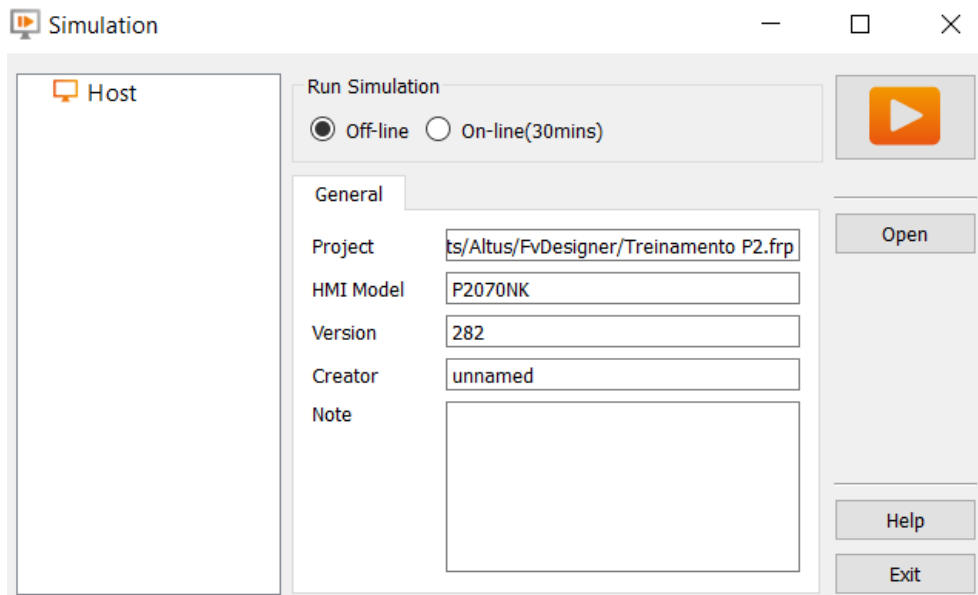 Simulation
Host
Run Simulation
Off-line On-line(30mins)
General
Project ts/Altus/FvDesigner/Treinamento P2.frp
HMI Model P2070NK
Version 282
Creator unnamed
Note
Open
Help
Exit